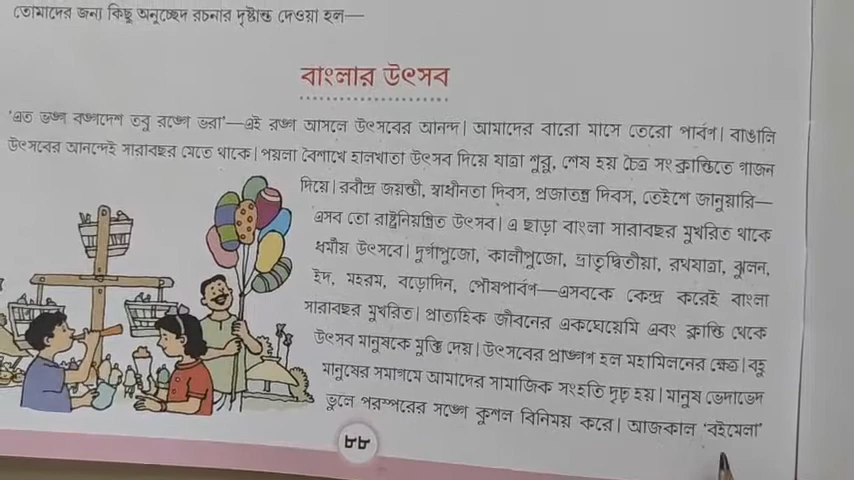 তোমাদের জন্য কিছু অনুচ্ছেদ রচনার দৃষ্টান্ত দেওয়া হল—
বাংলার উৎসব
'এত ভঙ্গ বঙ্গদেশ তবু রঙ্গে ভরা'—এই রঙ্গ আসলে উৎসবের আনন্দ। আমাদের বারো মাসে তেরো পার্বণ। বাঙালি
উৎসবের আনন্দেই সারাবছর মেতে থাকে। পয়লা বৈশাখে হালখাতা উৎসব দিয়ে যাত্রা শুরু, শেষ হয় চৈত্র সংক্রান্তিতে গাজন
দিয়ে। রবীন্দ্র জয়ন্তী, স্বাধীনতা দিবস, প্রজাতন্ত্র দিবস, তেইশে জানুয়ারি—
এসব তো রাষ্ট্রনিয়ন্ত্রিত উৎসব। এ ছাড়া বাংলা সারাবছর মুখরিত থাকে
ধর্মীয় উৎসবে। দুর্গাপুজো, কালীপুজো, ভ্রাতৃদ্বিতীয়া, রথযাত্রা, ঝুলন,
ইদ, মহরম, বড়োদিন, পৌষপার্বণ—এসবকে কেন্দ্র করেই বাংলা
সারাবছর মুখরিত। প্রাত্যহিক জীবনের একঘেয়েমি এবং ক্লান্তি থেকে
উৎসব মানুষকে মুক্তি দেয়। উৎসবের প্রাঙ্গণ হল মহামিলনের ক্ষেত্র। বহু
মানুষের সমাগমে আমাদের সামাজিক সংহতি দৃঢ় হয়। মানুষ ভেদাভেদ
ভুলে পরস্পরের সঙ্গে কুশল বিনিময় করে। আজকাল 'বইমেলা'
৮৮